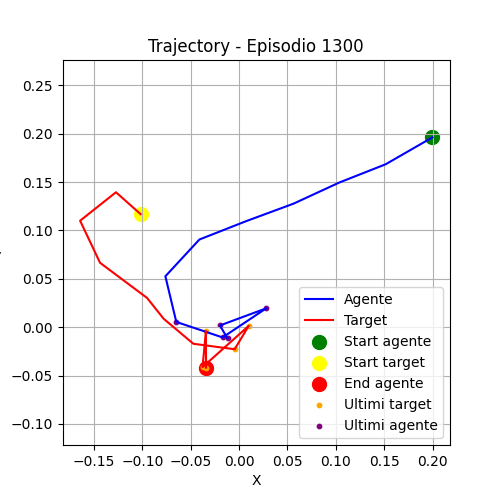 Trajectory - Episodio 1300
0.25
0.20
0.15
0.10
0.05
0.00
−0.05
−0.10
Agente
Target
Start agente
Start target
End agente
Ultimi target
Ultimi agente
−0.15
−0.10
−0.05
0.00
0.05
0.10
0.15
0.20
X